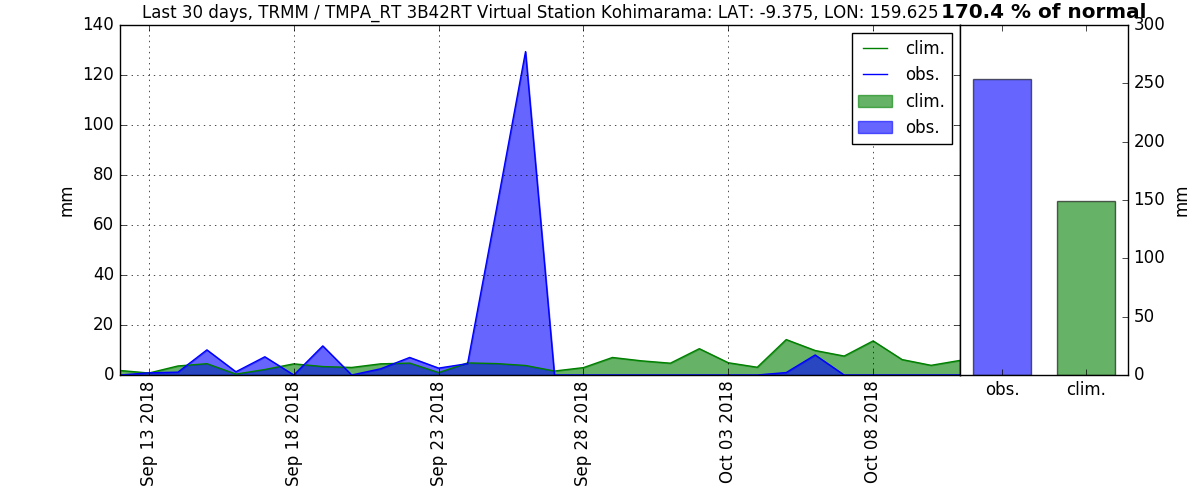 Last 30 days, TRMM / TMPA_RT 3B42RT Virtual Station Kohimarama: LAT: -9.375, LON: 159.625
170.4 % of normal
140
120
100
80
60
40
20
0
mm
clim.
obs.
clim.
obs.
Sep 13 2018
Sep 18 2018
Sep 23 2018
Sep 28 2018
Oct 03 2018
Oct 08 2018
300
250
200
150
100
50
0
mm
obs.
clim.